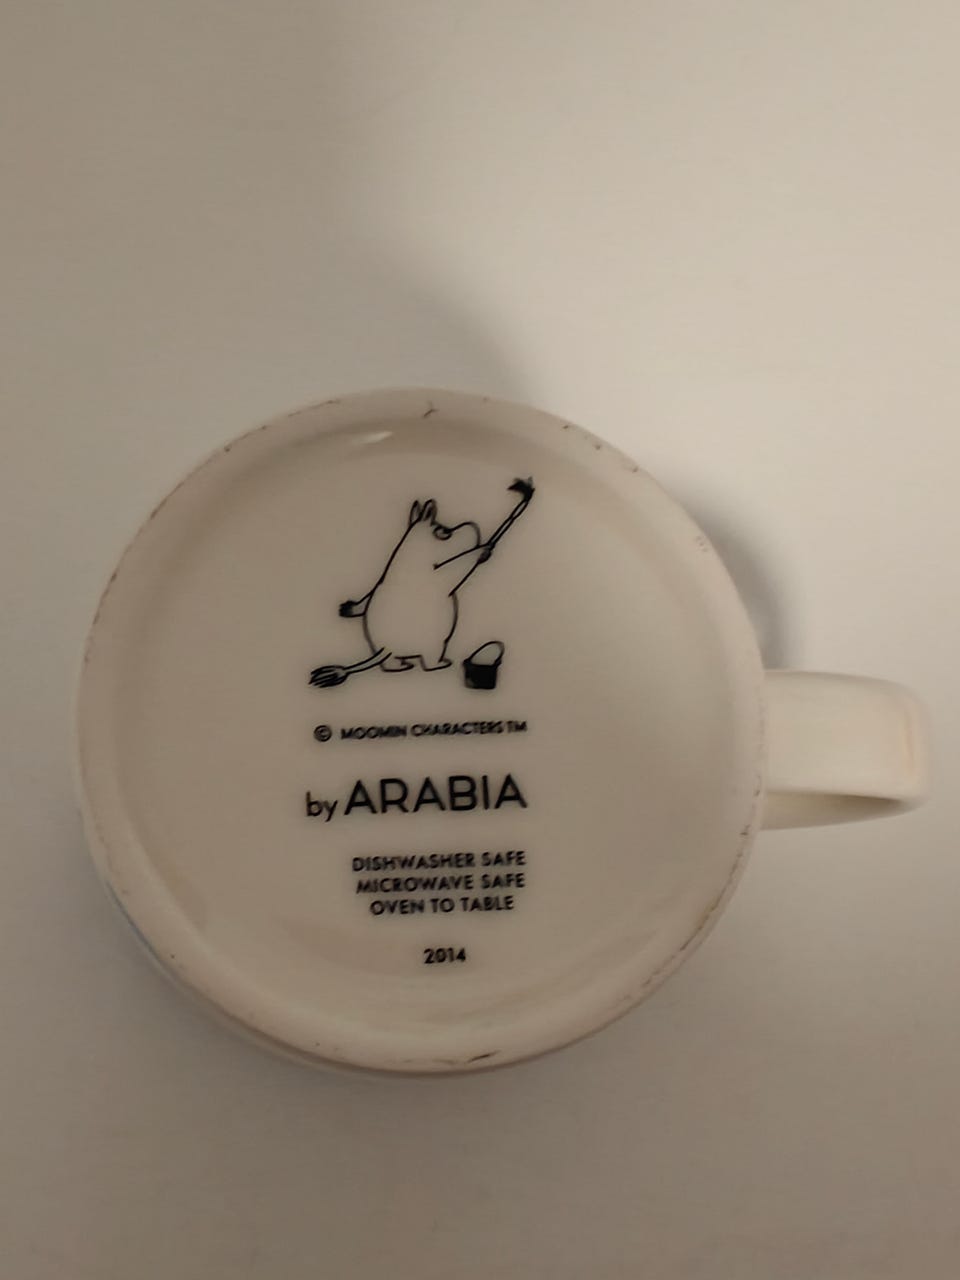 © MOOMIN CHARACTERS TM
by ARABIA
DISHWASHER SAFE
MICROWAVE SAFE
OVEN TO TABLE
2014